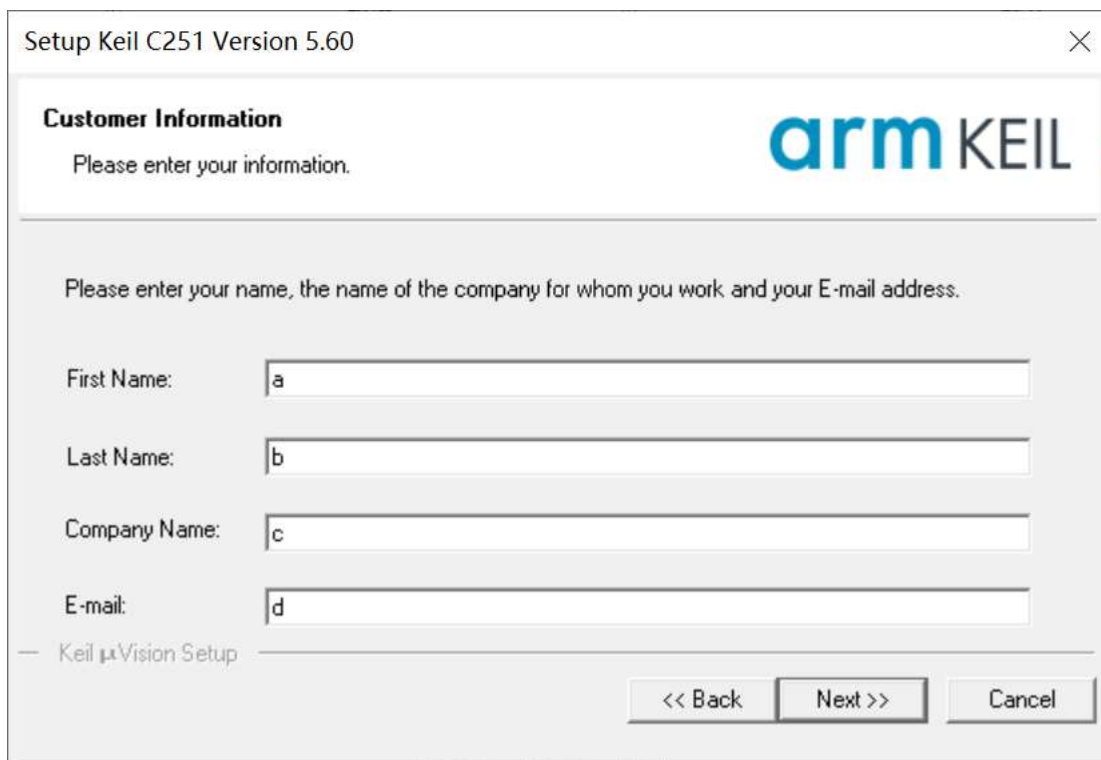 Setup Keil C251 Version 5.60
Customer Information
Please enter your information.
arm KEIL
Please enter your name, the name of the company for whom you work and your E-mail address.
First Name: a
Last Name: b
Company Name: c
E-mail: d
Keil µVision Setup
<< Back Next >> Cancel